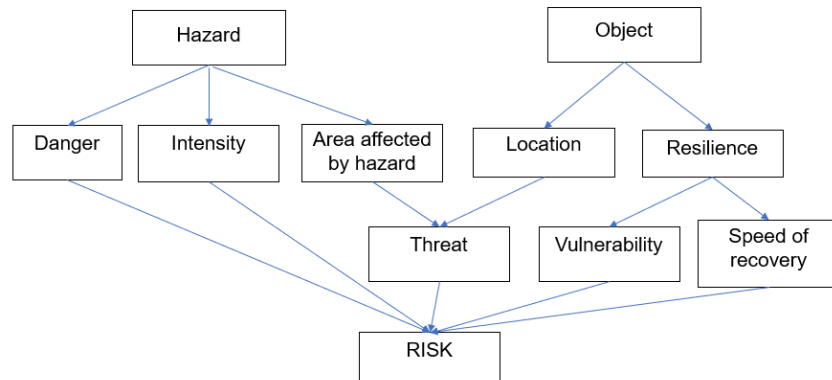 Hazard
Object
Danger
Intensity
Area affected
by hazard
Location
Resilience
Threat
Vulnerability
Speed of
recovery
RISK